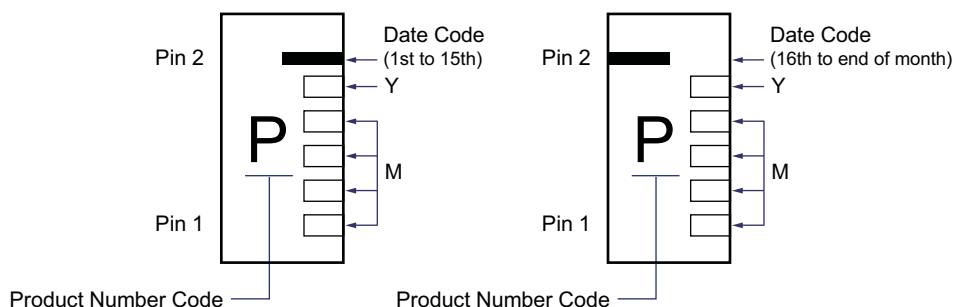 Pin 2
Date Code
(1st to 15th)
Y
P
M
Pin 1
Product Number Code
Pin 2
Date Code
(16th to end of month)
Y
P
M
Pin 1
Product Number Code